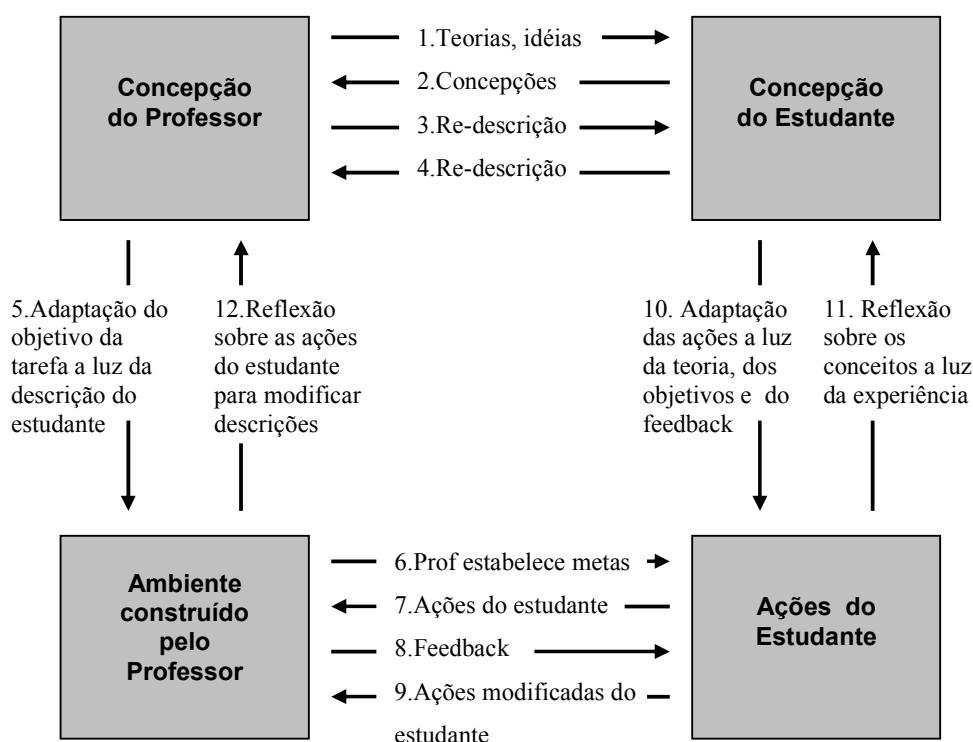 Concepção
do Professor
1.Teorias, idéias
2.Concepções
3.Re-descrição
4.Re-descrição
Concepção
do Estudante
5.Adaptação do
objetivo da
tarefa a luz da
descrição do
estudante
12.Reflexão
sobre as ações
do estudante
para modificar
descrições
10. Adaptação
das ações a luz
da teoria, dos
objetivos e do
feedback
11. Reflexão
sobre os
conceitos a luz
da experiência
Ambiente
construído
pelo
Professor
6.Prof estabelece metas
7.Ações do estudante
8.Feedback
9.Ações modificadas do
estudante
Ações do
Estudante